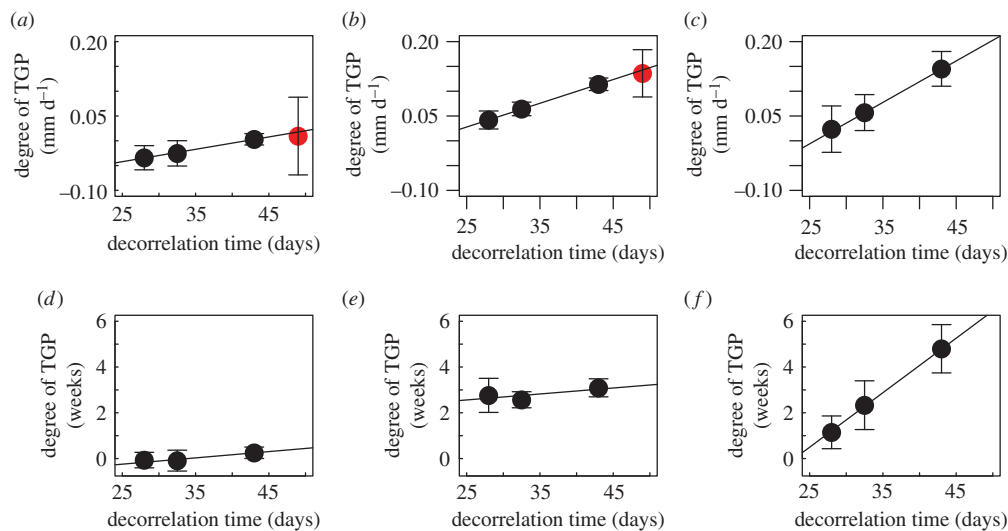 (a)
degree of TGP
(mm d⁻¹)
0.20
0.05
–0.10
25 35 45
decorrelation time (days)
(b)
degree of TGP
(mm d⁻¹)
0.20
0.05
–0.10
25 35 45
decorrelation time (days)
(c)
degree of TGP
(mm d⁻¹)
0.20
0.05
–0.10
25 35 45
decorrelation time (days)
(d)
degree of TGP
(weeks)
6
4
2
0
25 35 45
decorrelation time (days)
(e)
degree of TGP
(weeks)
6
4
2
0
25 35 45
decorrelation time (days)
(f)
degree of TGP
(weeks)
6
4
2
0
25 35 45
decorrelation time (days)